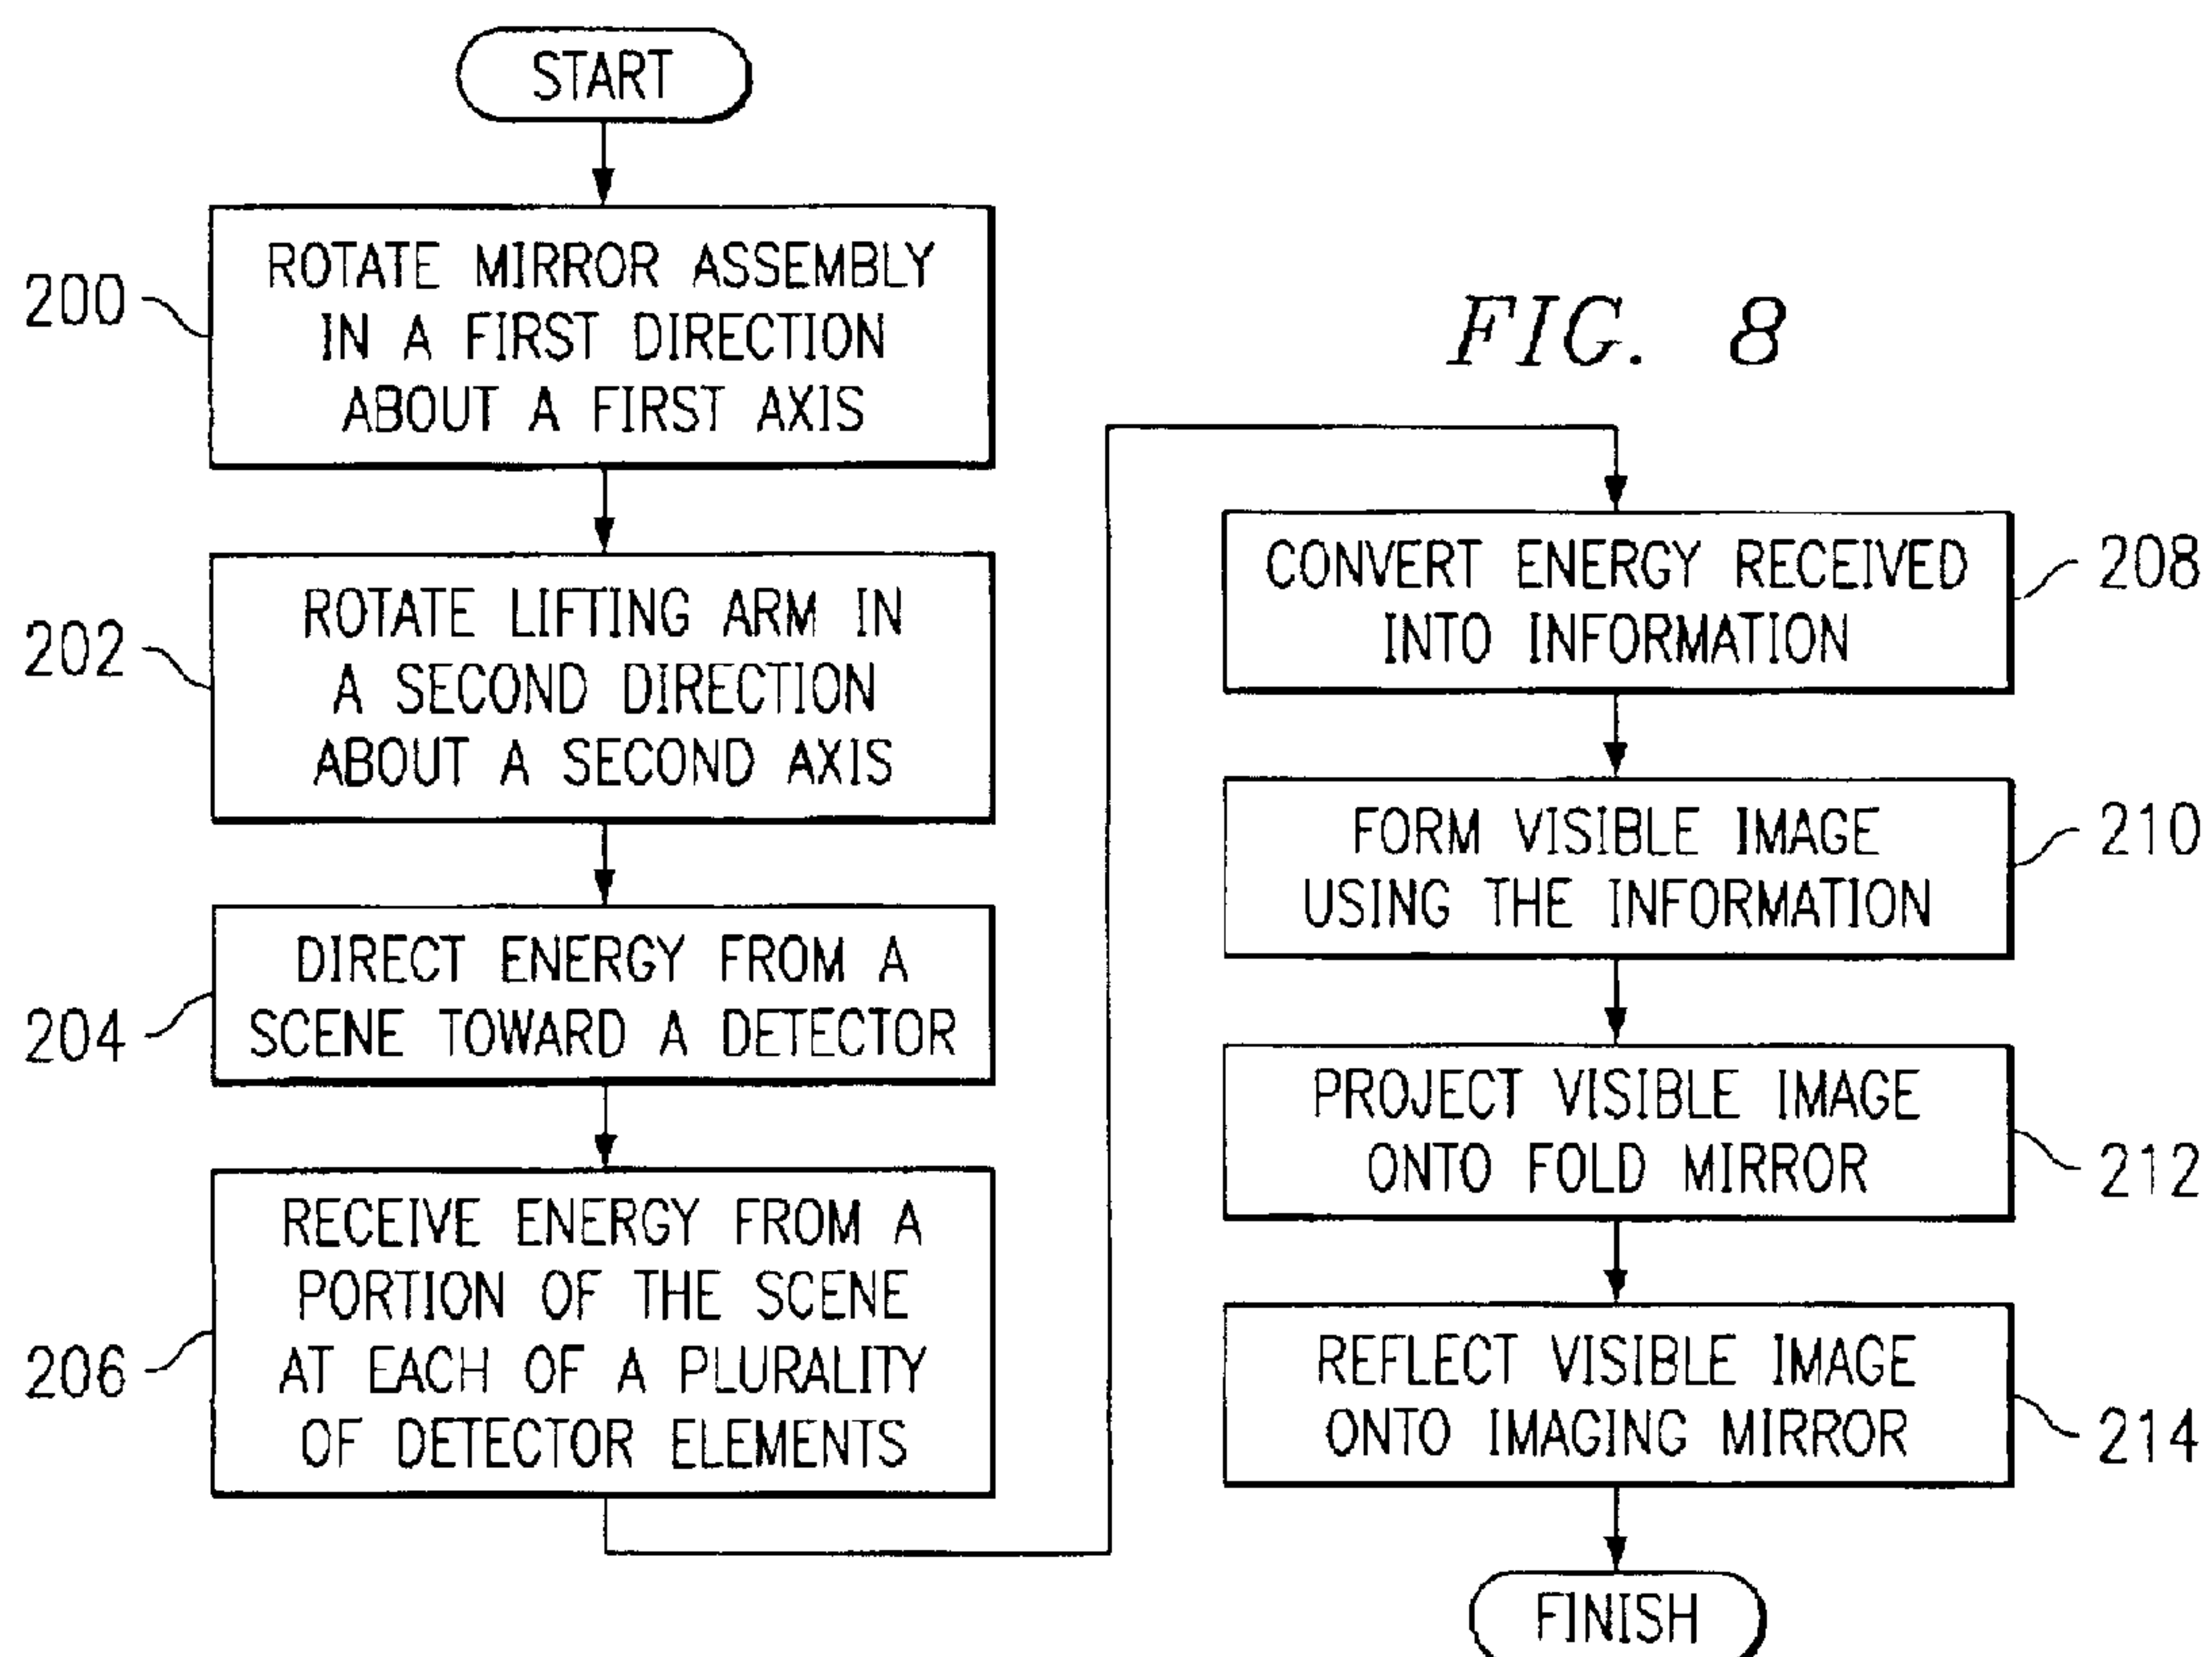 START
200
ROTATE MIRROR ASSEMBLY
IN A FIRST DIRECTION
ABOUT A FIRST AXIS
202
ROTATE LIFTING ARM IN
A SECOND DIRECTION
ABOUT A SECOND AXIS
204
DIRECT ENERGY FROM A
SCENE TOWARD A DETECTOR
206
RECEIVE ENERGY FROM A
PORTION OF THE SCENE
AT EACH OF A PLURALITY
OF DETECTOR ELEMENTS
FIG. 8
CONVERT ENERGY RECEIVED
INTO INFORMATION
208
FORM VISIBLE IMAGE
USING THE INFORMATION
210
PROJECT VISIBLE IMAGE
ONTO FOLD MIRROR
212
REFLECT VISIBLE IMAGE
ONTO IMAGING MIRROR
214
FINISH